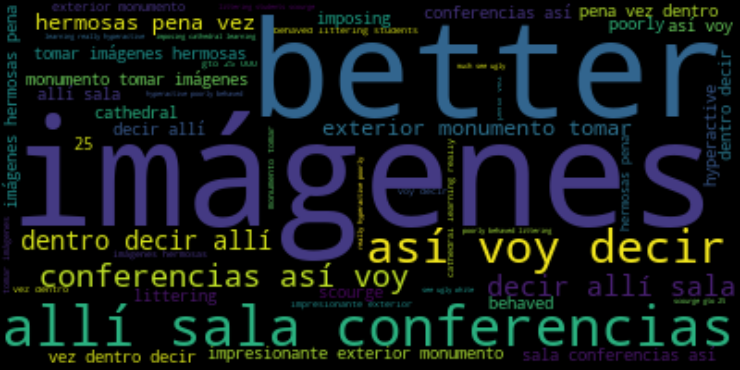 exterior monumento
littering students scourge
imposing
conferencias así
pena vez dentro
hermosas pena vez
behaved littering students
poorly
así voy
learning really hyperactive
imposing cathedral learning
better
tomar imágenes hermosas
gto 25 000
much see ugly
monumento tomar imágenes
allí sala
hyperactive poorly behaved
cathedral
decir allí
exterior monumento tomar
25
imágenes
imágenes hermosas pena
hyperactive
dentro decir
monumento tomar
really hyperactive poorly
cathedral learning really
hermosas pena
voy decir
tomar imágenes
dentro decir allí
poorly behaved littering
así voy decir
imágenes hermosas
conferencias así voy
vez dentro
littering
scourge
see ugly white
decir allí sala
impresionante exterior
behaved
scourge gto 25
allí sala conferencias
vez dentro decir
impresionante exterior monumento
sala conferencias así